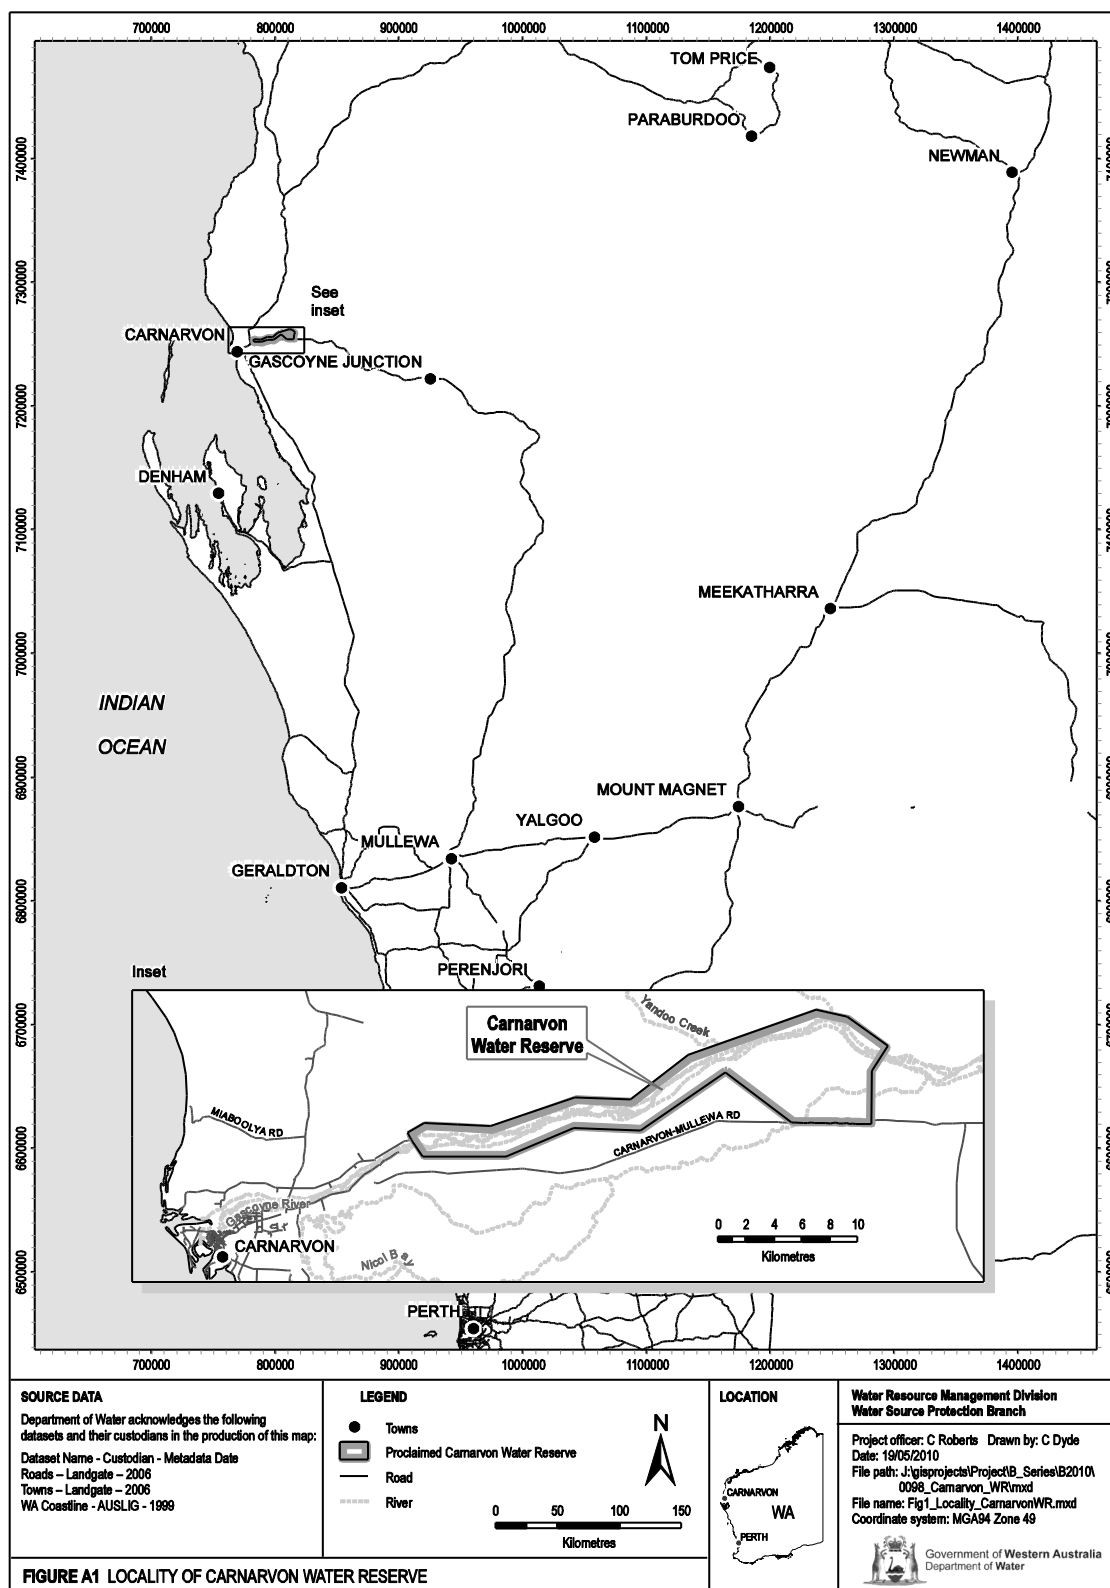 700000 800000 900000 1000000 1100000 1200000 1300000 1400000
TOM PRICE
PARABURDOO
NEWMAN
7400000
7300000
See
inset
CARNARVON
GASCOYNE JUNCTION
7200000
DENHAM
7100000
MEEKATHARRA
7000000
INDIAN
OCEAN
6900000
MOUNT MAGNET
YALGOO
MULLEWA
GERALDTON
6800000
PERENJORI
Inset
6700000
Yandoo Creek
Carnarvon
Water Reserve
MIABOOLYA RD
CARNARVON-MULLEWA RD
6600000
Gascoyne River
CARNARVON
Nicol Bay
0 2 4 6 8 10
Kilometres
6500000
PERTH
700000 800000 900000 1000000 1100000 1200000 1300000 1400000
SOURCE DATA
Department of Water acknowledges the following
datasets and their custodians in the production of this map:
Dataset Name - Custodian - Metadata Date
Roads – Landgate – 2006
Towns – Landgate – 2006
WA Coastline - AUSLIG - 1999
LEGEND
Towns
Proclaimed Carnarvon Water Reserve
Road
River
N
0 50 100 150
Kilometres
LOCATION
CARNARVON
WA
PERTH
Water Resource Management Division
Water Source Protection Branch
Project officer: C Roberts Drawn by: C Dyde
Date: 19/05/2010
File path: J:\gisprojects\Project\B_Series\B2010\
0098_Carnarvon_WR\mxd
File name: Fig1_Locality_CarnarvonWR.mxd
Coordinate system: MGA94 Zone 49
Government of Western Australia
Department of Water
FIGURE A1 LOCALITY OF CARNARVON WATER RESERVE